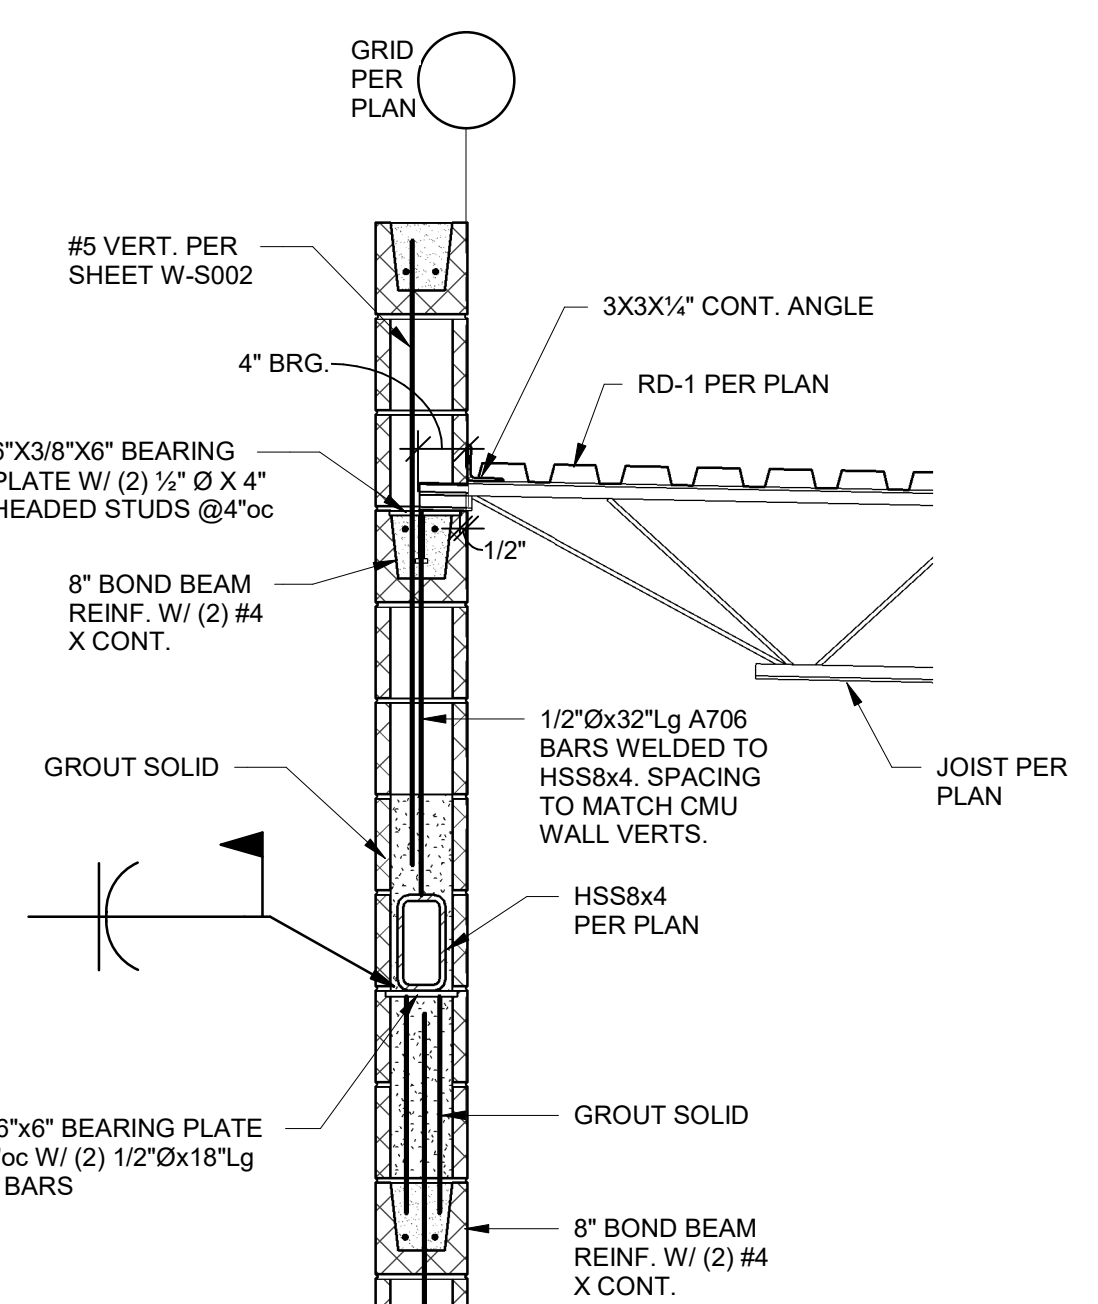 GRID
PER
PLAN
#5 VERT. PER
SHEET W-S002
3X3X¼" CONT. ANGLE
4" BRG.
RD-1 PER PLAN
6"X3/8"X6" BEARING
PLATE W/ (2) ½" Ø X 4"
HEADED STUDS @4"oc
1/2"
8" BOND BEAM
REINF. W/ (2) #4
X CONT.
1/2"Øx32"Lg A706
BARS WELDED TO
HSS8x4. SPACING
TO MATCH CMU
WALL VERTS.
GROUT SOLID
JOIST PER
PLAN
HSS8x4
PER PLAN
6"x6" BEARING PLATE
"oc W/ (2) 1/2"Øx18"Lg
BARS
GROUT SOLID
8" BOND BEAM
REINF. W/ (2) #4
X CONT.